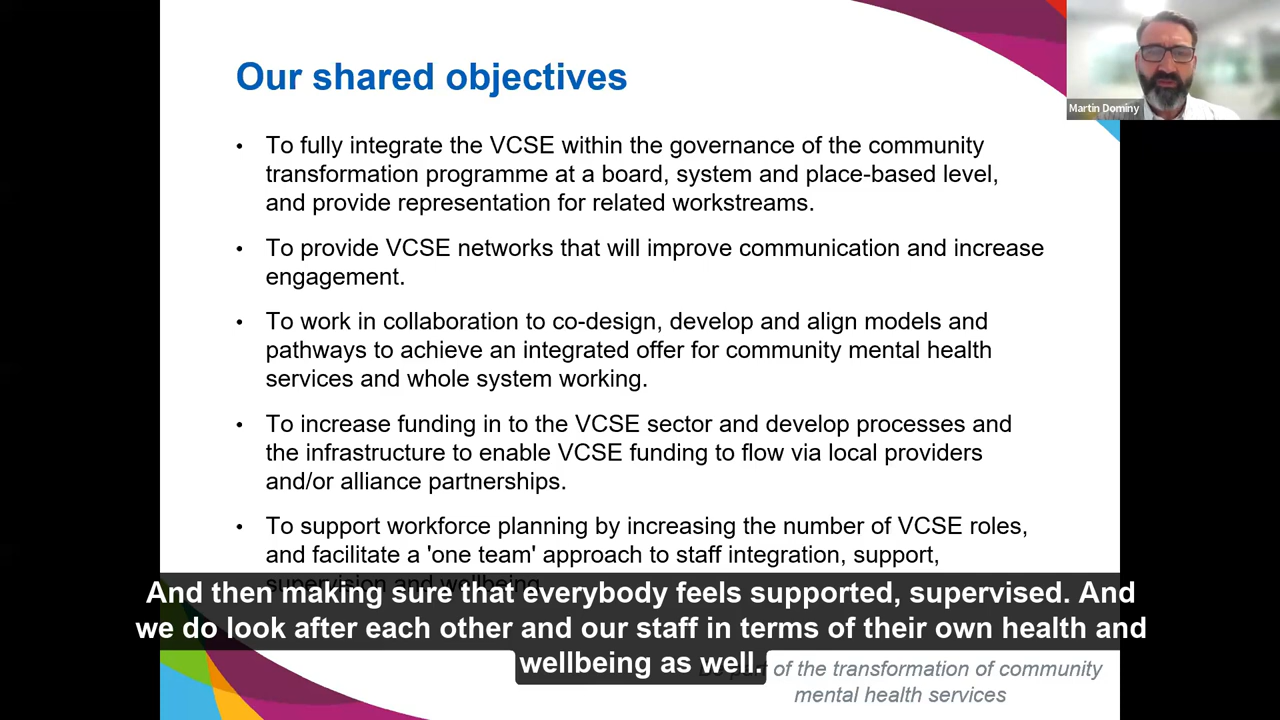 Our shared objectives
Martin Dominy
• To fully integrate the VCSE within the governance of the community
transformation programme at a board, system and place-based level,
and provide representation for related workstreams.
• To provide VCSE networks that will improve communication and increase
engagement.
• To work in collaboration to co-design, develop and align models and
pathways to achieve an integrated offer for community mental health
services and whole system working.
• To increase funding in to the VCSE sector and develop processes and
the infrastructure to enable VCSE funding to flow via local providers
and/or alliance partnerships.
• To support workforce planning by increasing the number of VCSE roles,
and facilitate a 'one team' approach to staff integration, support,
supervision and wellbeing.
And then making sure that everybody feels supported, supervised. And
we do look after each other and our staff in terms of their own health and
wellbeing as well.
part of the transformation of community
mental health services